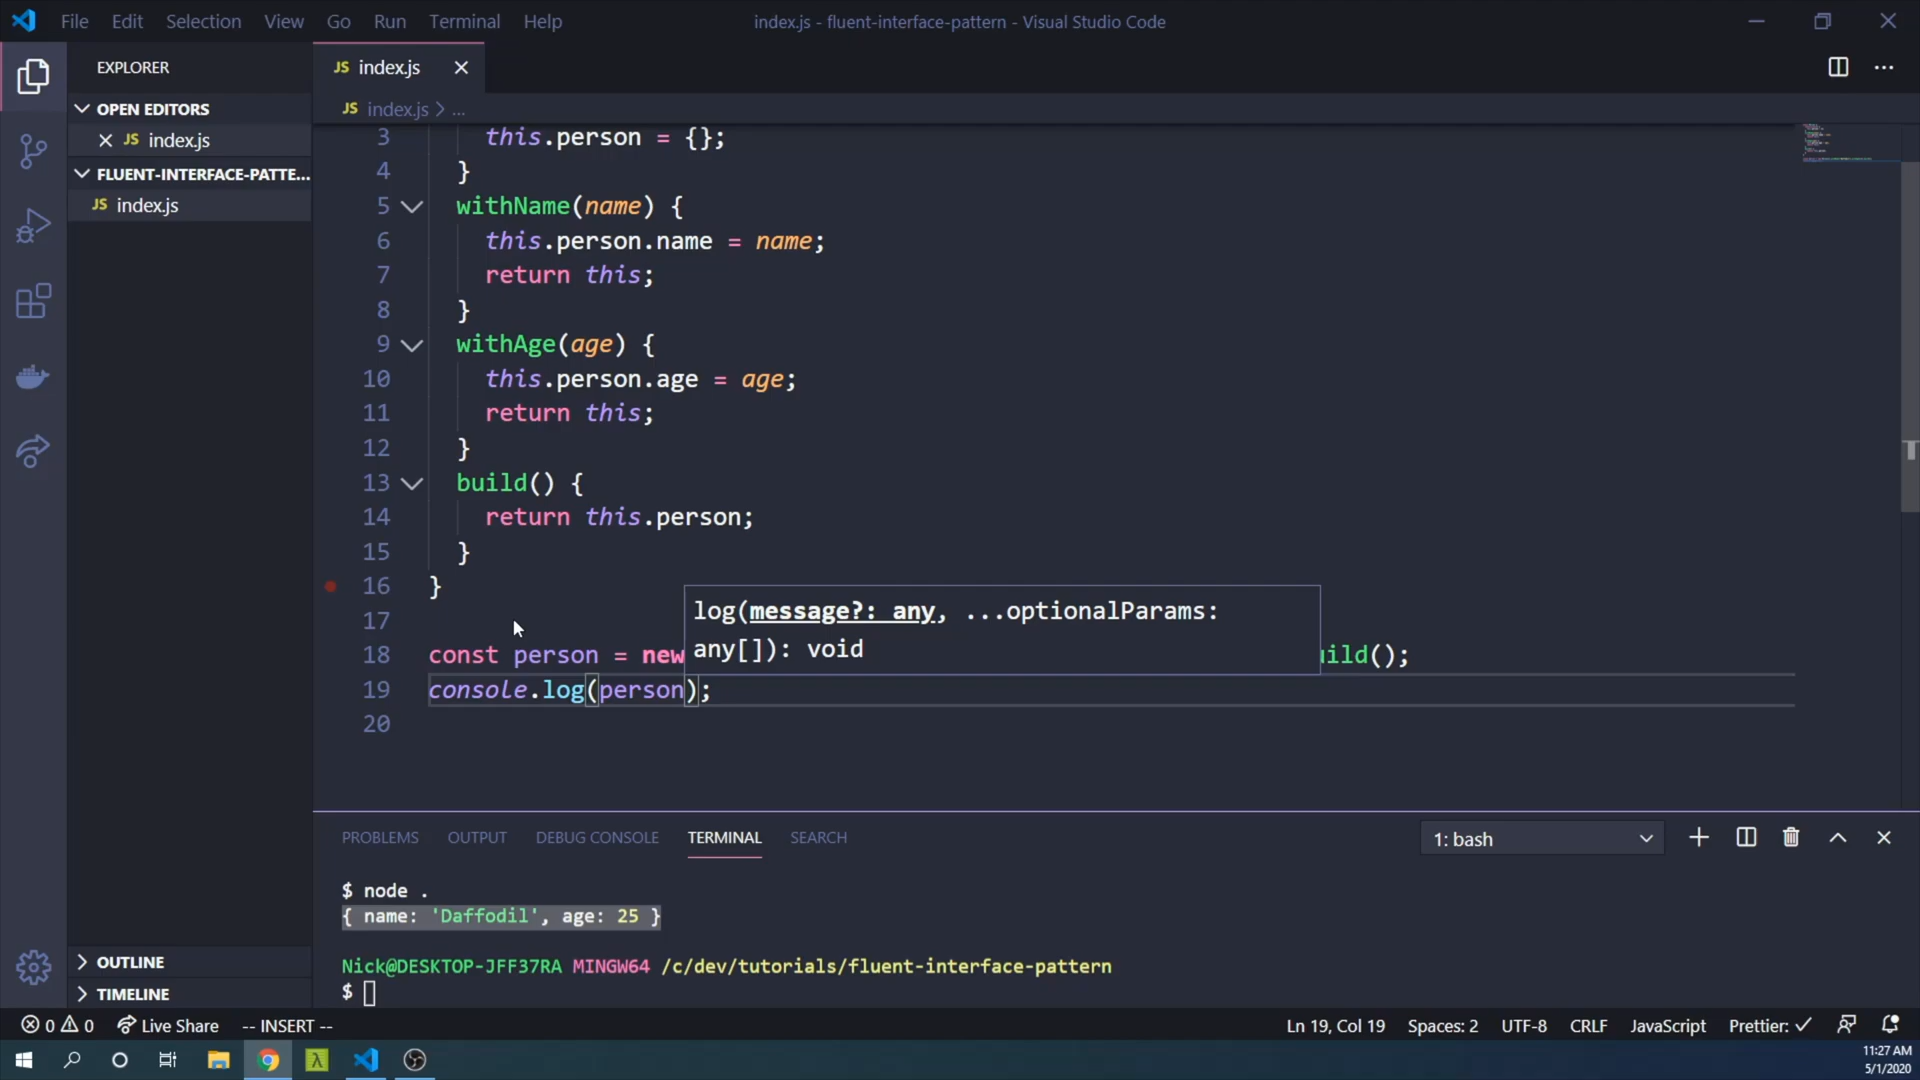 File Edit Selection View Go Run Terminal Help
index.js - fluent-interface-pattern - Visual Studio Code
EXPLORER
OPEN EDITORS
JS index.js
FLUENT-INTERFACE-PATTE...
JS index.js
OUTLINE
TIMELINE
JS index.js
JS index.js > ...
3 this.person = {};
4 }
5 withName(name) {
6 this.person.name = name;
7 return this;
8 }
9 withAge(age) {
10 this.person.age = age;
11 return this;
12 }
13 build() {
14 return this.person;
15 }
16 }
17
log(message?: any, ...optionalParams:
any[]): void
18 const person = new ild();
19 console.log(person);
20
PROBLEMS OUTPUT DEBUG CONSOLE TERMINAL SEARCH
1: bash
$ node .
{ name: 'Daffodil', age: 25 }
Nick@DESKTOP-JFF37RA MINGW64 /c/dev/tutorials/fluent-interface-pattern
$
0 0 Live Share -- INSERT -- Ln 19, Col 19 Spaces: 2 UTF-8 CRLF JavaScript Prettier: ✓
11:27 AM
5/1/2020